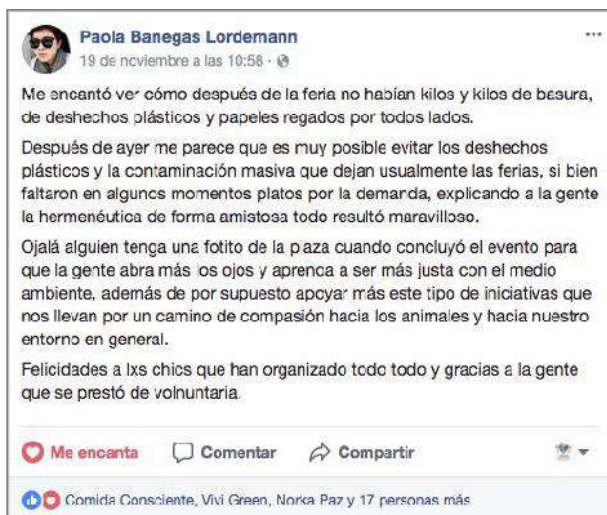 Paola Banegas Lordemann
19 de noviembre a las 10:58 ·
Me encantó ver cómo después de la feria no habían kilos y kilos de basura,
de deshechos plásticos y papeles regados por todos lados.
Después de ayer me parece que es muy posible evitar los deshechos
plásticos y la contaminación masiva que dejan usualmente las ferias, si bien
faltaron en algunos momentos platos por la demanda, explicando a la gente
la hermenéutica de forma amistosa todo resultó maravilloso.
Ojalá alguien tenga una fotito de la plaza cuando concluyó el evento para
que la gente abra más los ojos y aprenca a ser más justa con el medio
ambiente, además de por supuesto apoyar más este tipo de iniciativas que
nos llevan por un camino de compasión hacia los animales y hacia nuestro
entorno en general.
Felicidades a lxs chics que han organizado todo todo y gracias a la gente
que se prestó de volnuntaria.
Me encanta Comentar Compartir
Comida Consciente, Vivi Green, Norka Paz y 17 personas más